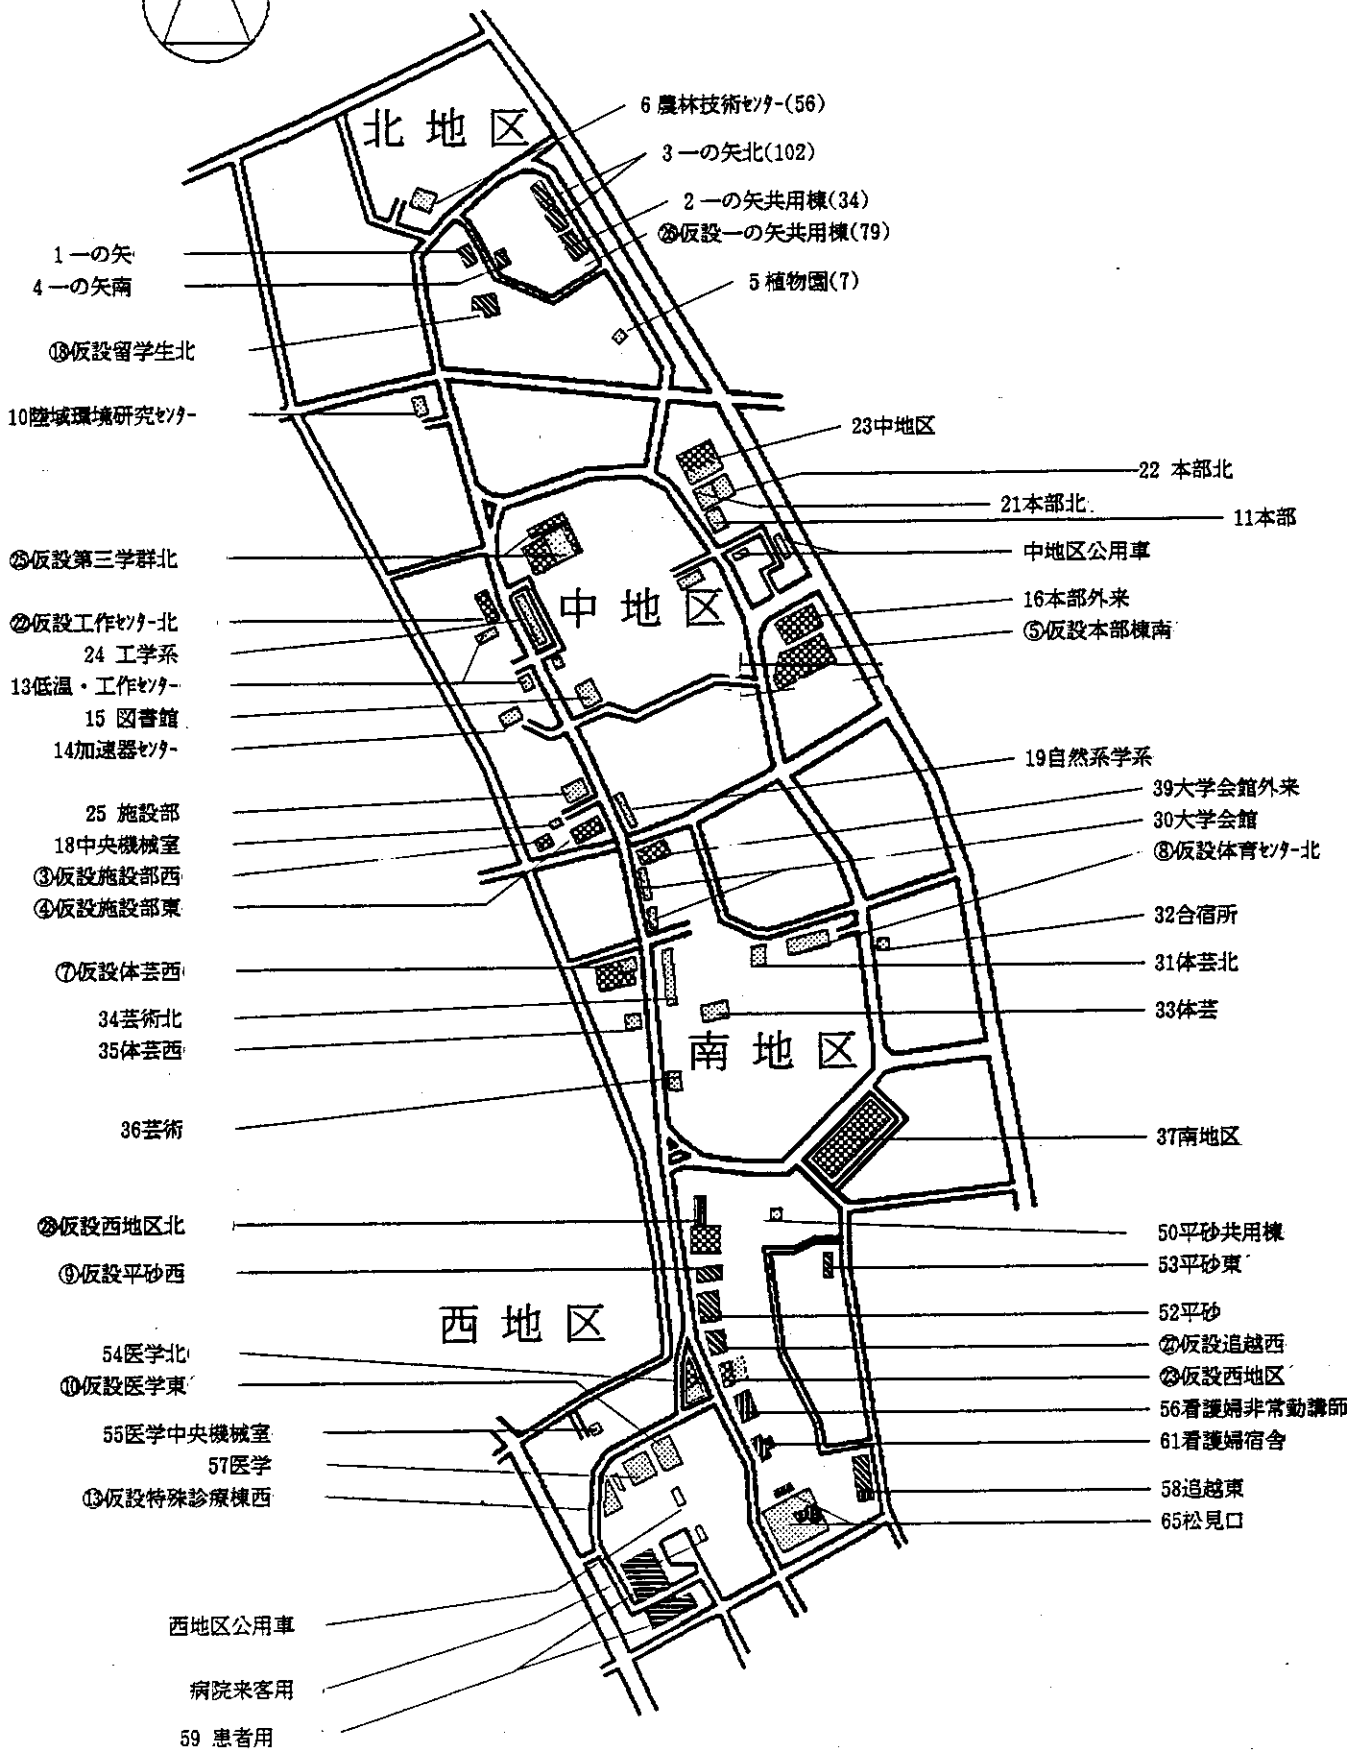 北地区
6 農林技術ｾﾝﾀｰ(56)
3 一の矢北(102)
2 一の矢共用棟(34)
㉖仮設一の矢共用棟(79)
5 植物園(7)
1 一の矢
4 一の矢南
⑱仮設留学生北
10陸域環境研究ｾﾝﾀｰ
23中地区
22 本部北
21本部北
11本部
中地区公用車
16本部外来
⑤仮設本部棟南
㉕仮設第三学群北
中地区
㉒仮設工作ｾﾝﾀｰ北
24 工学系
13低温・工作ｾﾝﾀｰ
15 図書館
14加速器ｾﾝﾀｰ
19自然系学系
39大学会館外来
30大学会館
⑧仮設体育ｾﾝﾀｰ北
25 施設部
18中央機械室
③仮設施設部西
④仮設施設部東
32合宿所
31体芸北
33体芸
⑦仮設体芸西
34芸術北
35体芸西
南地区
36芸術
37南地区
㉘仮設西地区北
⑨仮設平砂西
50平砂共用棟
53平砂東
52平砂
㉗仮設追越西
㉓仮設西地区
56看護婦非常勤講師
61看護婦宿舎
58追越東
65松見口
西地区
54医学北
⑩仮設医学東
55医学中央機械室
57医学
⑬仮設特殊診療棟西
西地区公用車
病院来客用
59 患者用